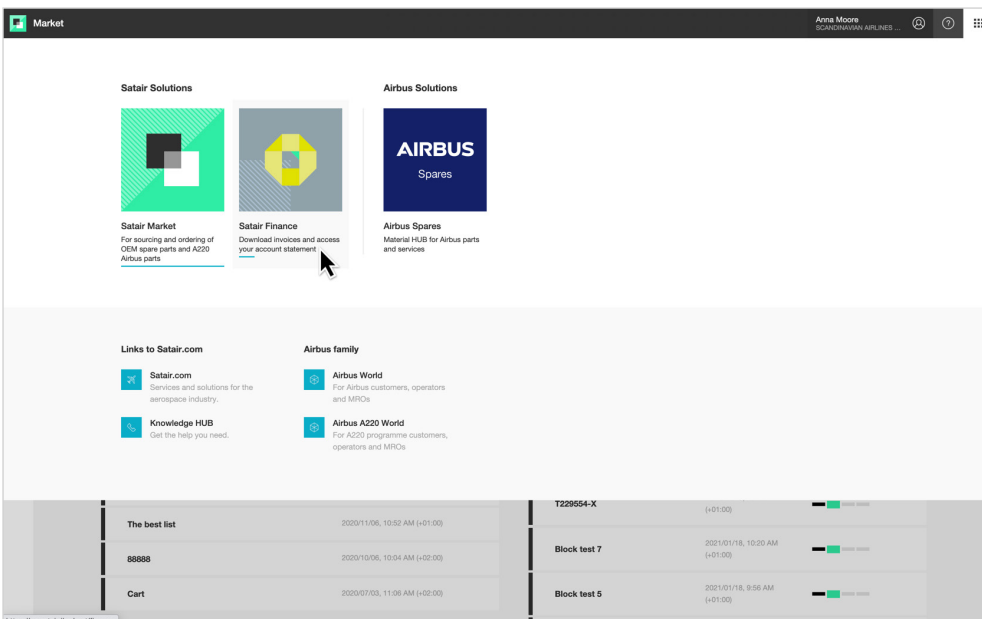 Market
Anna Moore
SCANDINAVIAN AIRLINES ...
Satair Solutions
Airbus Solutions
AIRBUS
Spares
Satair Market
For sourcing and ordering of
OEM spare parts and A220
Airbus parts
Satair Finance
Download invoices and access
your account statement
Airbus Spares
Material HUB for Airbus parts
and services
Links to Satair.com
Satair.com
Services and solutions for the
aerospace industry.
Knowledge HUB
Get the help you need.
Airbus family
Airbus World
For Airbus customers, operators
and MROs
Airbus A220 World
For A220 programme customers,
operators and MROs
The best list 2020/11/06, 10:52 AM (+01:00)
88888 2020/10/06, 10:04 AM (+02:00)
Cart 2020/07/03, 11:06 AM (+02:00)
T229554-X
(+01:00)
Block test 7 2021/01/18, 10:20 AM
(+01:00)
Block test 5 2021/01/18, 9:56 AM
(+01:00)